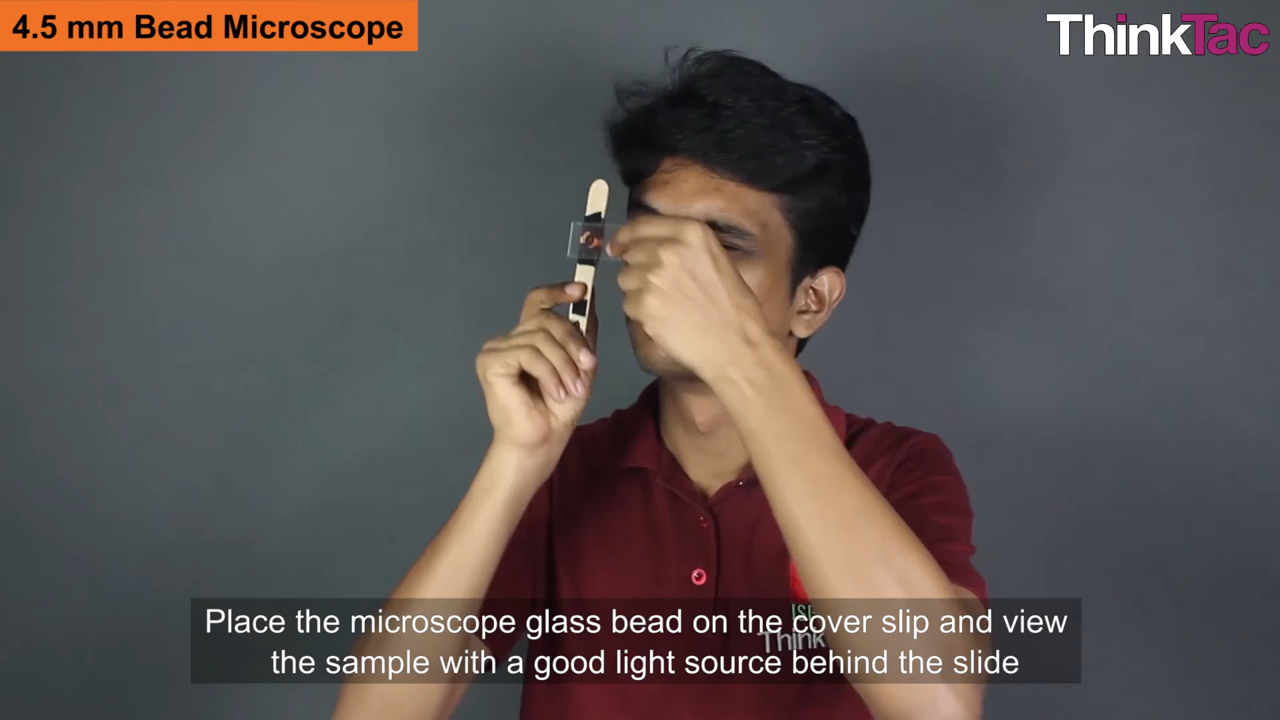 4.5 mm Bead Microscope
ThinkTac
Place the microscope glass bead on the cover slip and view
Think
the sample with a good light source behind the slide